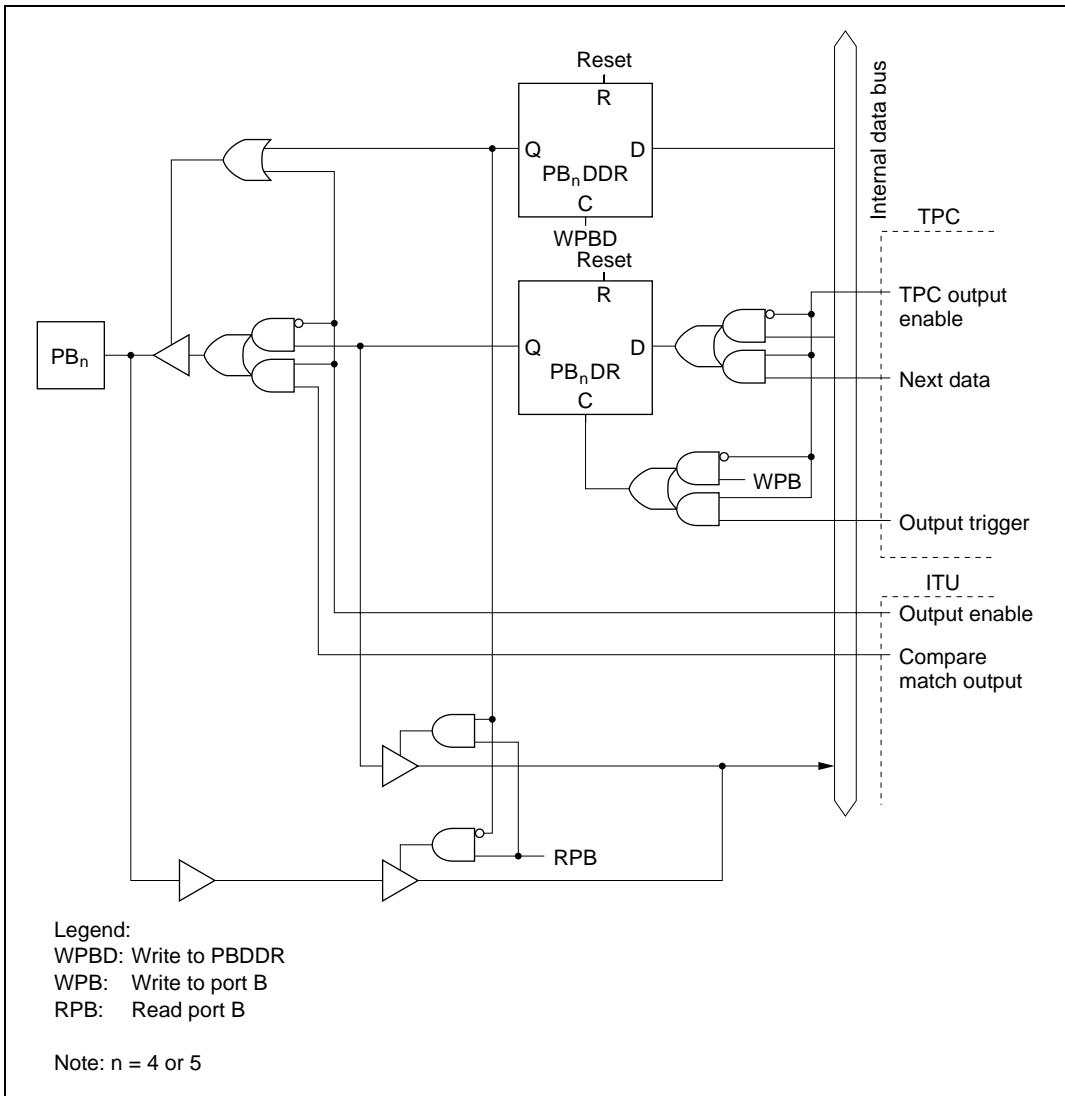 Reset
R
Internal data bus
Q
D
PBnDDR
C
WPBD
TPC
Reset
R
TPC output
enable
PBn
Q
D
PBnDR
C
Next data
WPB
Output trigger
ITU
Output enable
Compare
match output
RPB
Legend:
WPBD: Write to PBDDR
WPB: Write to port B
RPB: Read port B
Note: n = 4 or 5